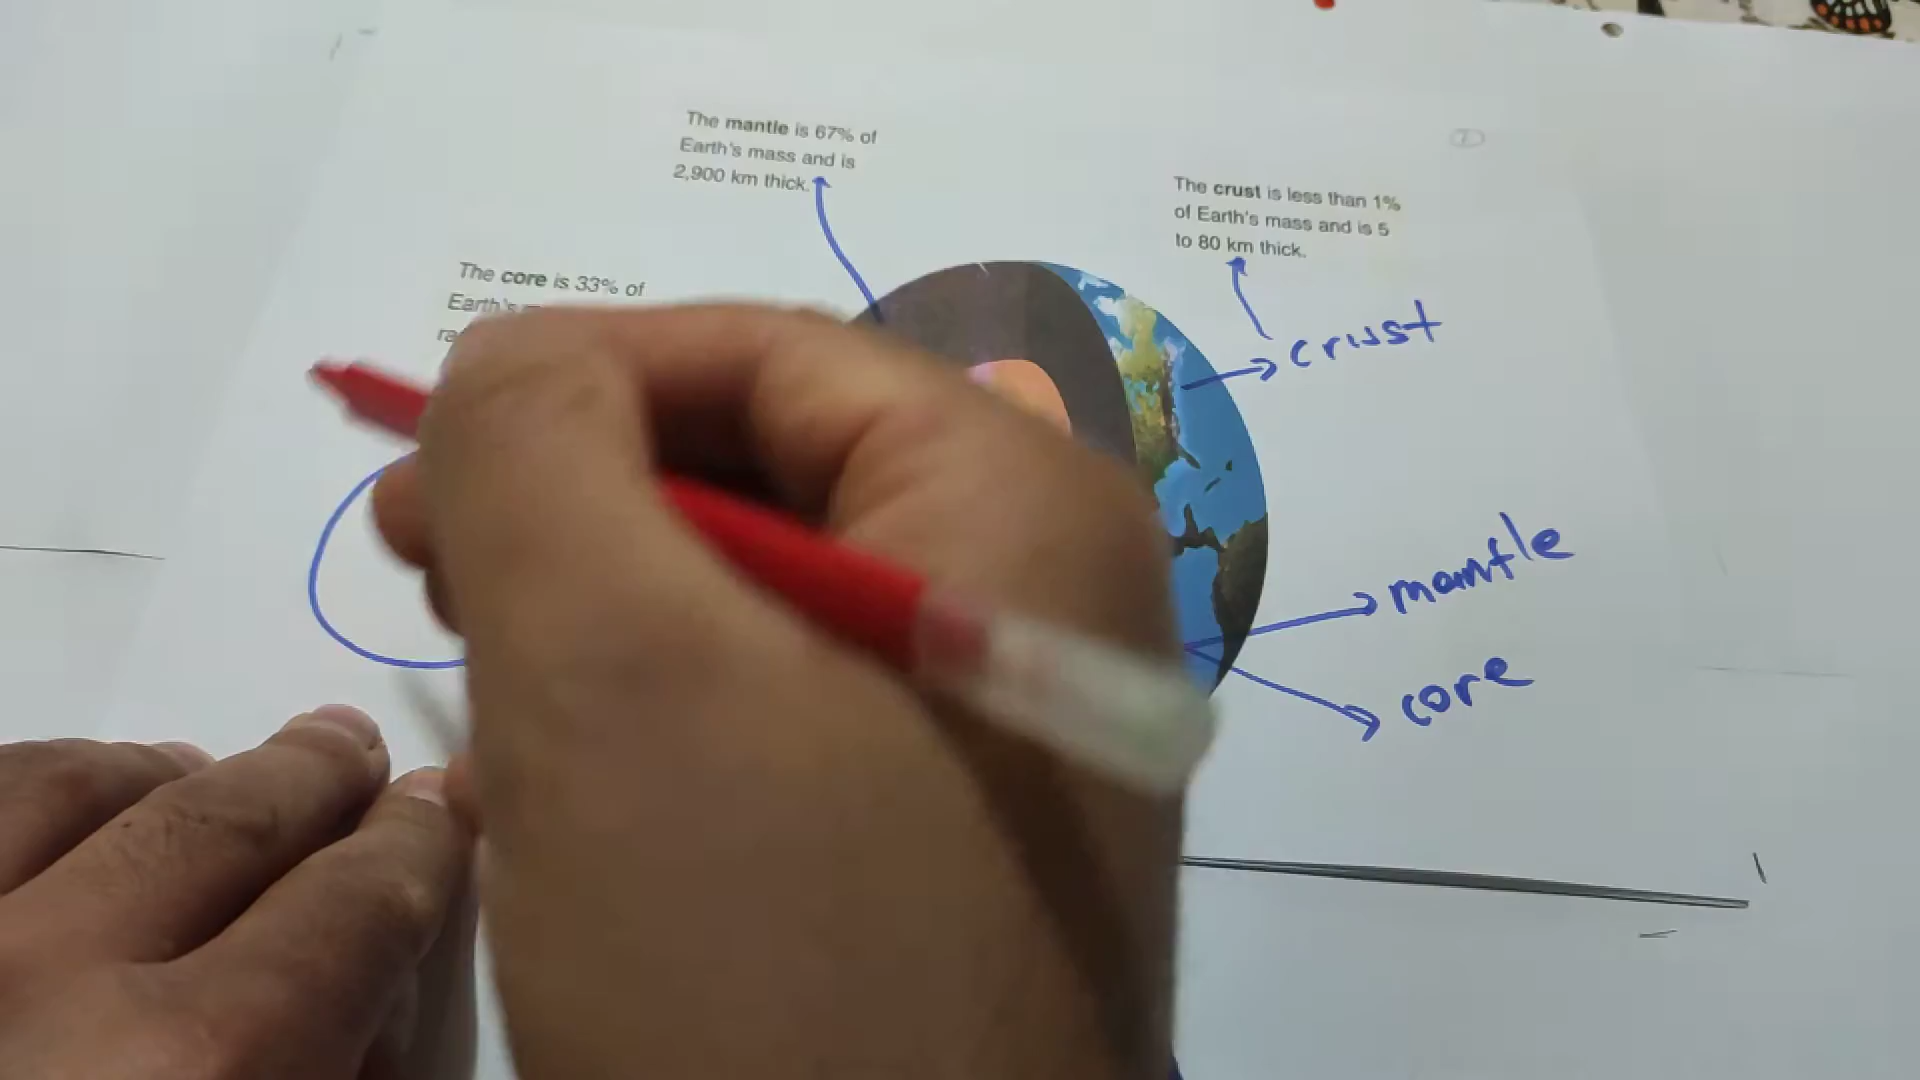 The mantle is 67% of
Earth's mass and is
2,900 km thick.
The crust is less than 1%
of Earth's mass and is 5
to 80 km thick.
The core is 33% of
Earth's
crust
mantle
core